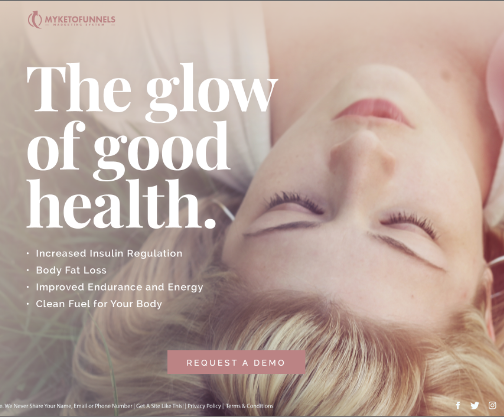 MYKETOFUNNELS
MARKETING SYSTEM
The glow
of good
health.
• Increased Insulin Regulation
• Body Fat Loss
• Improved Endurance and Energy
• Clean Fuel for Your Body
REQUEST A DEMO
We Never Share Your Name, Email or Phone Number | Get A Site Like This | Privacy Policy | Terms & Conditions